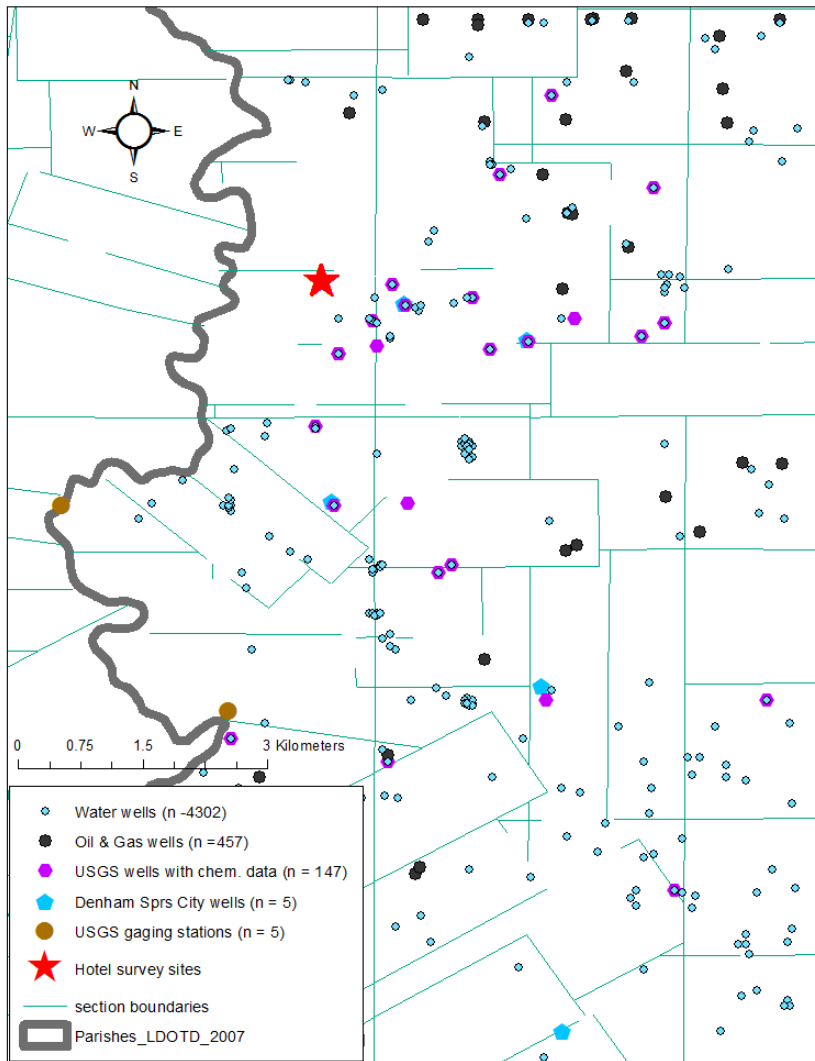 N
W E
S
0 0.75 1.5 3 Kilometers
Water wells (n -4302)
Oil & Gas wells (n =457)
USGS wells with chem. data (n = 147)
Denham Sprs City wells (n = 5)
USGS gaging stations (n = 5)
Hotel survey sites
section boundaries
Parishes_LDOTD_2007